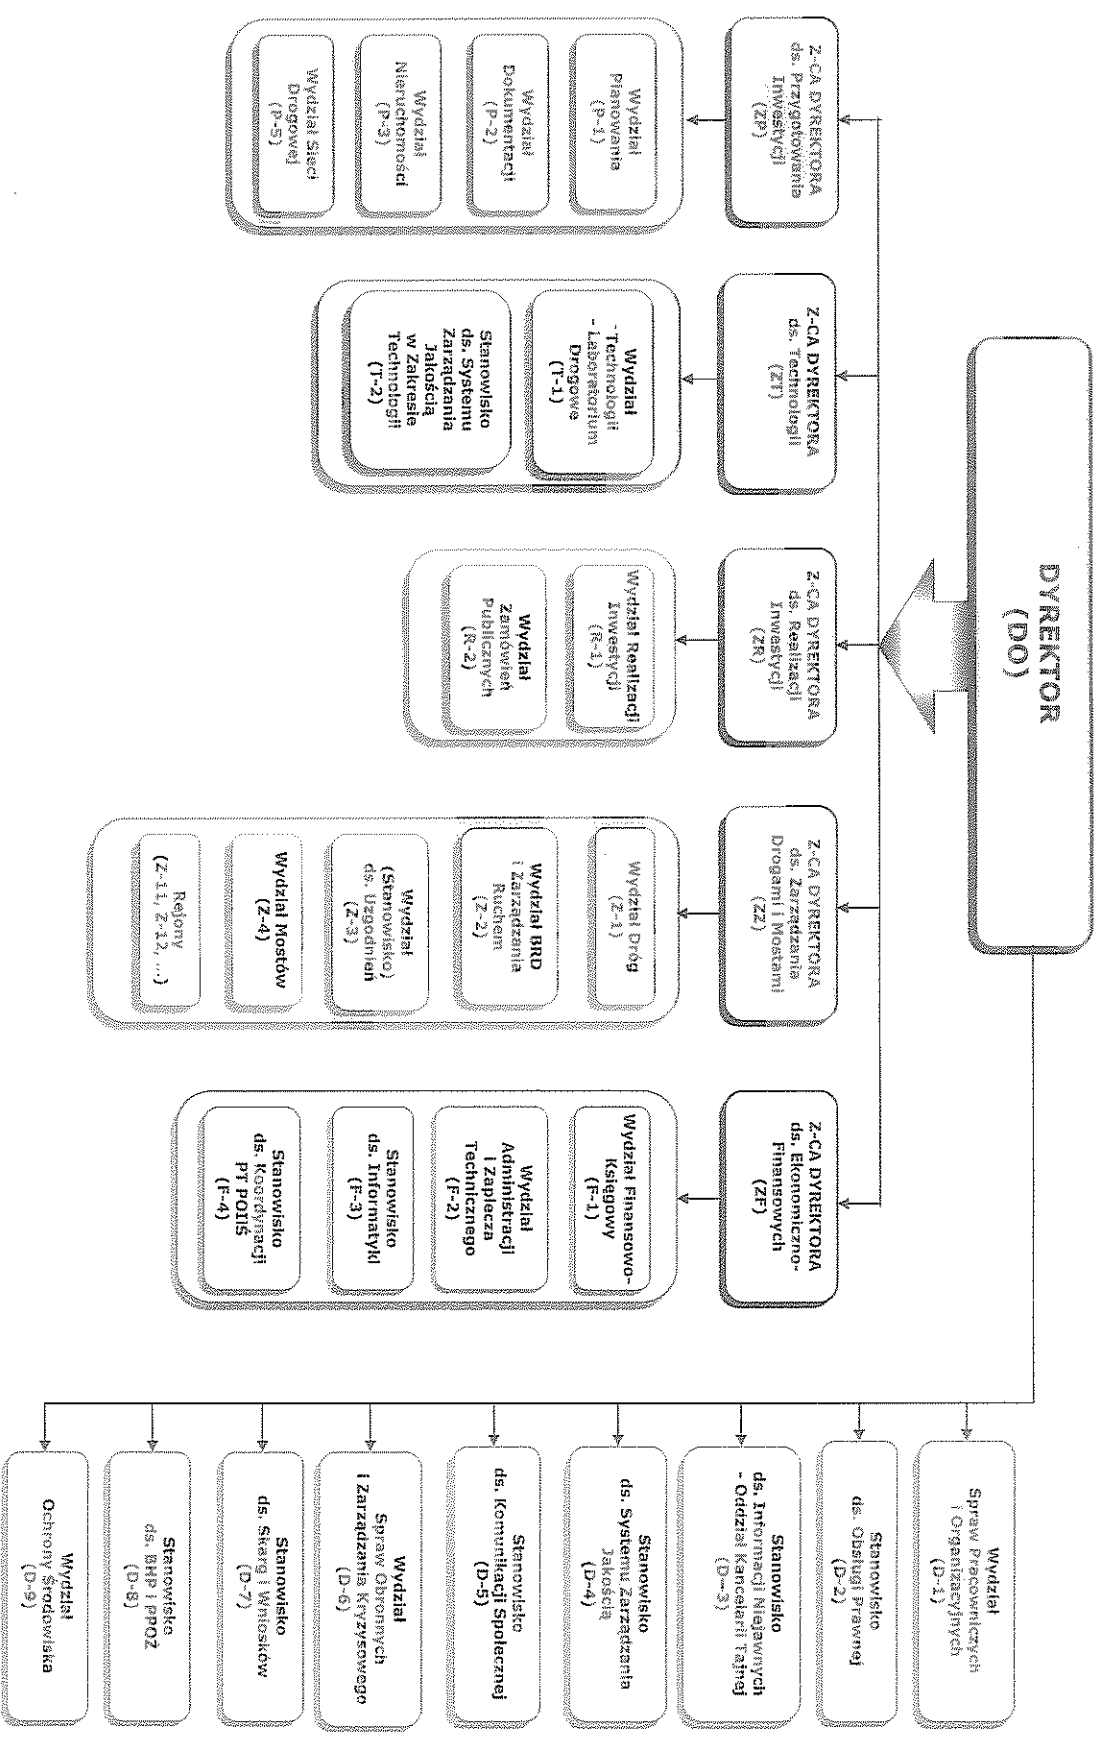 DYREKTOR
(DO)
Z-CA DYREKTORA
ds. Przygotowania
Inwestycji
(ZP)
Wydział
Planowania
(P-1)
Wydział
Dokumentacji
(P-2)
Wydział
Nieruchomości
(P-3)
Wydział Sieci
Drogowej
(P-5)
Z-CA DYREKTORA
ds. Technologii
(ZT)
Wydział
-Technologii
- Laboratorium
Drogowe
(T-1)
Stanowisko
ds. Systemu
Zarządzania
Jakością
w Zakresie
Technologii
(T-2)
Z-CA DYREKTORA
ds. Realizacji
Inwestycji
(ZR)
Wydział Realizacji
Inwestycji
(R-1)
Wydział
Zamówień
Publicznych
(R-2)
Z-CA DYREKTORA
ds. Zarządzania
Drogami i Mostami
(ZZ)
Wydział Dróg
(Z-1)
Wydział BRD
i Zarządzania
Ruchem
(Z-2)
Wydział
(Stanowisko)
ds. Uzgodnień
(Z-3)
Wydział Mostów
(Z-4)
Rejony
(Z-11, Z-12, ...)
Z-CA DYREKTORA
ds. Ekonomiczno-
Finansowych
(ZF)
Wydział Finansowo-
Księgowy
(F-1)
Wydział
Administracji
i Zaplecza
Technicznego
(F-2)
Stanowisko
ds. Informatyki
(F-3)
Stanowisko
ds. Koordynacji
PT POIiŚ
(F-4)
Wydział
Spraw Pracowniczych
i Organizacyjnych
(D-1)
Stanowisko
ds. Obsługi Prawnej
(D-2)
Stanowisko
ds. Informacji Niejawnych
- Oddział Kancelarii Tajnej
(D-3)
Stanowisko
ds. Systemu Zarządzania
Jakością
(D-4)
Stanowisko
ds. Komunikacji Społecznej
(D-5)
Wydział
Spraw Obronnych
i Zarządzania Kryzysowego
(D-6)
Stanowisko
ds. Skarg i Wniosków
(D-7)
Stanowisko
ds. BHP i PPOŻ
(D-8)
Wydział
Ochrony Środowiska
(D-9)